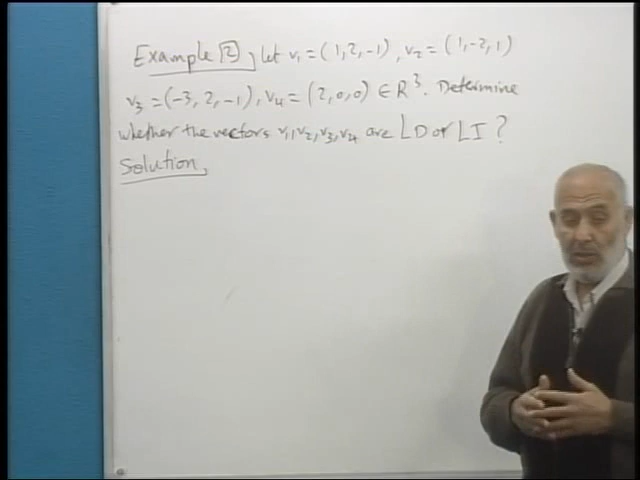 Example [2], let v₁ = (1, 2, -1), v₂ = (1, -2, 1)
v₃ = (-3, 2, -1), v₄ = (2, 0, 0) ∈ R³. Determine
whether the vectors v₁, v₂, v₃, v₄ are LD or LI?
Solution,